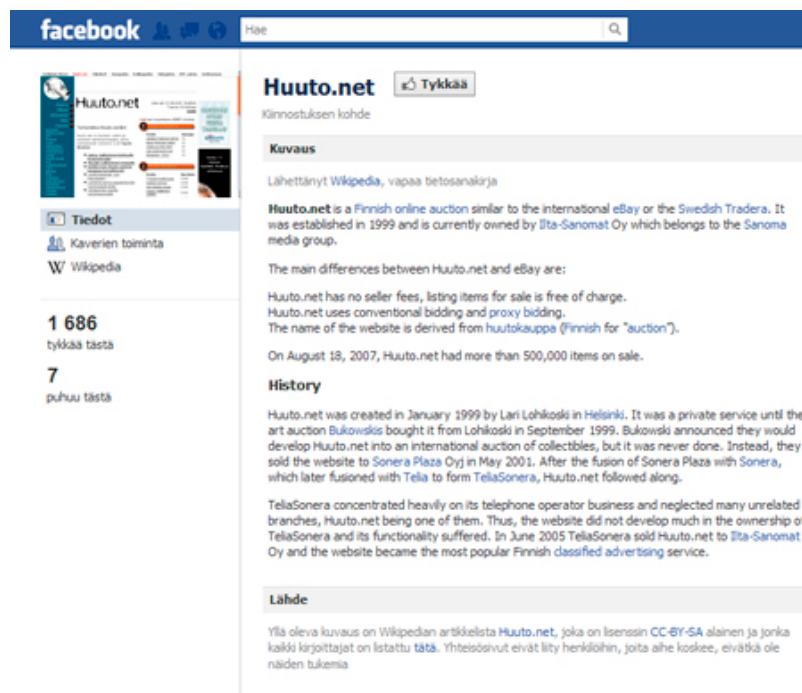 facebook
Hae
Huuto.net
Huuto.net
Tykkää
Kiinnostuksen kohde
Kuvaus
Lähettänyt Wikipedia, vapaa tietosanakirja
Huuto.net is a Finnish online auction similar to the international eBay or the Swedish Tradera. It
was established in 1999 and is currently owned by Ilta-Sanomat Oy which belongs to the Sanoma
media group.
The main differences between Huuto.net and eBay are:
Huuto.net has no seller fees, listing items for sale is free of charge.
Huuto.net uses conventional bidding and proxy bidding.
The name of the website is derived from huutokauppa (Finnish for "auction").
On August 18, 2007, Huuto.net had more than 500,000 items on sale.
History
Huuto.net was created in January 1999 by Lari Lohikoski in Helsinki. It was a private service until the
art auction Bukowskis bought it from Lohikoski in September 1999. Bukowski announced they would
develop Huuto.net into an international auction of collectibles, but it was never done. Instead, they
sold the website to Sonera Plaza Oyj in May 2001. After the fusion of Sonera Plaza with Sonera,
which later fusioned with Telia to form TeliaSonera, Huuto.net followed along.
TeliaSonera concentrated heavily on its telephone operator business and neglected many unrelated
branches, Huuto.net being one of them. Thus, the website did not develop much in the ownership of
TeliaSonera and its functionality suffered. In June 2005 TeliaSonera sold Huuto.net to Ilta-Sanomat
Oy and the website became the most popular Finnish classified advertising service.
Lähde
Yllä oleva kuvaus on Wikipedian artikkelista Huuto.net, joka on lisenssin CC-BY-SA alainen ja jonka
kaikki kirjoittajat on listattu tätä. Yhteisösivut eivät liity henkilöihin, joita aihe koskee, eivätkä ole
näiden tukemia
Tiedot
Kaverien toiminta
W Wikipedia
1 686
tykkää tästä
7
puhuu tästä